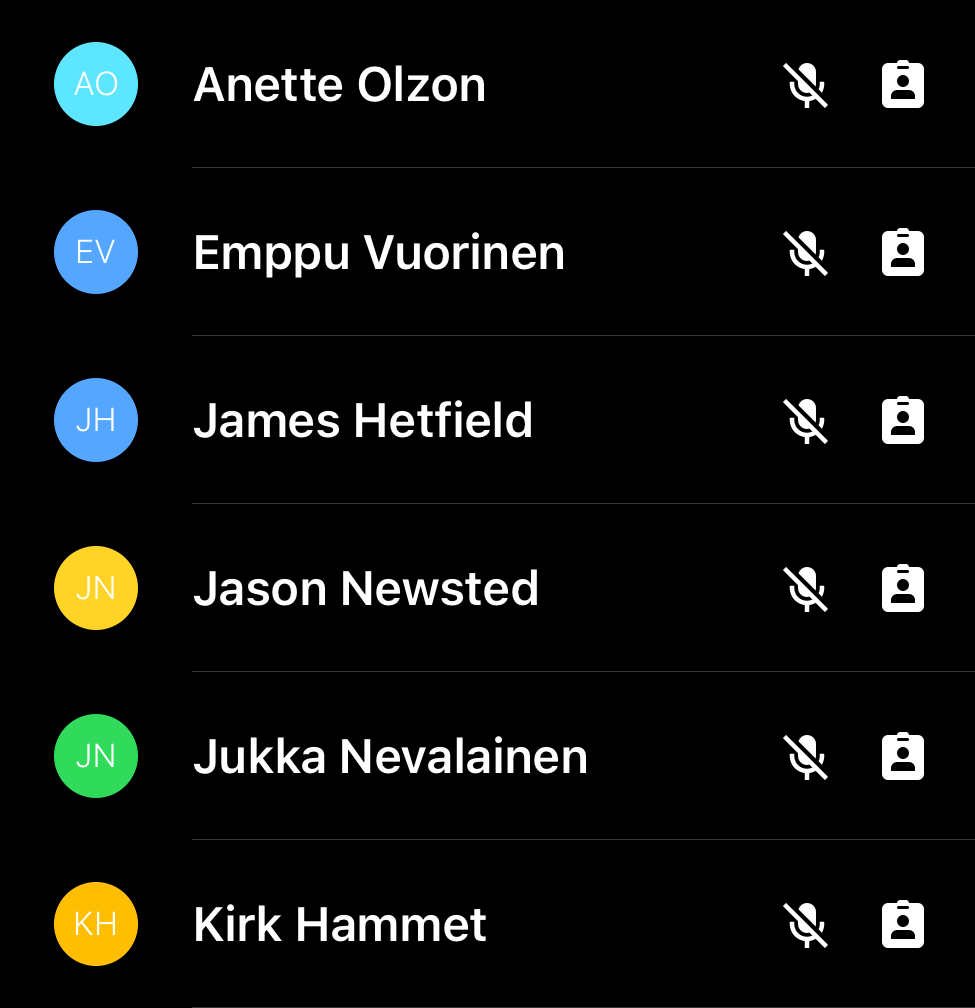 AO Anette Olzon
EV Emppu Vuorinen
JH James Hetfield
JN Jason Newsted
JN Jukka Nevalainen
KH Kirk Hammet